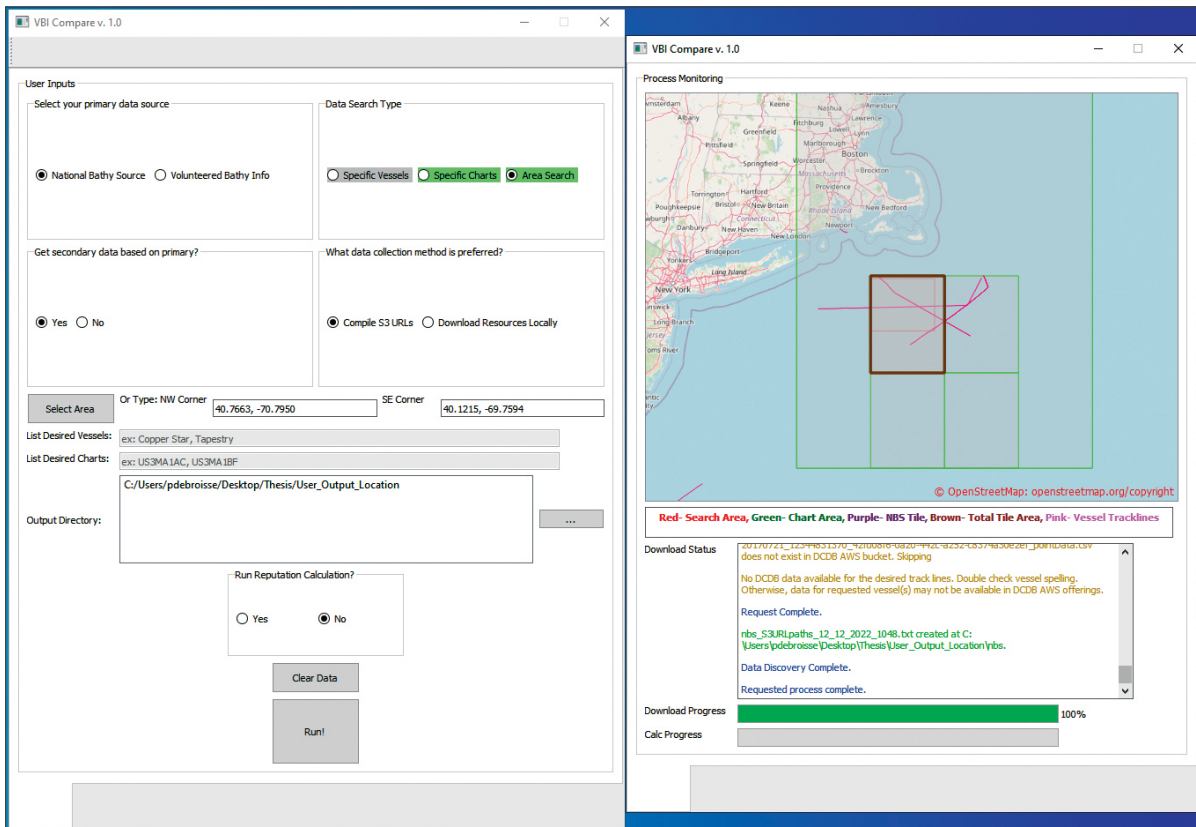 VBI Compare v. 1.0
User Inputs
Select your primary data source
National Bathy Source
Volunteered Bathy Info
Data Search Type
Specific Vessels
Specific Charts
Area Search
Get secondary data based on primary?
Yes
No
What data collection method is preferred?
Compile S3 URLs
Download Resources Locally
Select Area
Or Type: NW Corner
40.7663, -70.7950
SE Corner
40.1215, -69.7594
List Desired Vessels:
ex: Copper Star, Tapestry
List Desired Charts:
ex: US3MA1AC, US3MA1BF
Output Directory:
C:/Users/pdebroisse/Desktop/Thesis/User_Output_Location
...
Run Reputation Calculation?
Yes
No
Clear Data
Run!
VBI Compare v. 1.0
Process Monitoring
Keene
Nashua
Amesbury
Albany
Fitchburg
Lawrence
Greenfield
Lowell
Lynn
Pittsfield
Marlborough
Boston
Springfield
Worcester
Massachusetts
Brockton
Torrington
Hartford
Providence
Poughkeepsie
Bristol
New Britain
Rhode Island
New Bedford
Connecticut
Newport
Danbury
New Haven
New London
Bridgeport
Yonkers
Long Island
New York
Long Branch
© OpenStreetMap: openstreetmap.org/copyright
Red- Search Area, Green- Chart Area, Purple- NBS Tile, Brown- Total Tile Area, Pink- Vessel Tracklines
Download Status
does not exist in DCDB AWS bucket. Skipping
No DCDB data available for the desired track lines. Double check vessel spelling.
Otherwise, data for requested vessel(s) may not be available in DCDB AWS offerings.
Request Complete.
nbs_S3URLpaths_12_12_2022_1048.txt created at C:
\Users\pdebroisse\Desktop\Thesis\User_Output_Location\nbs.
Data Discovery Complete.
Requested process complete.
Download Progress
100%
Calc Progress